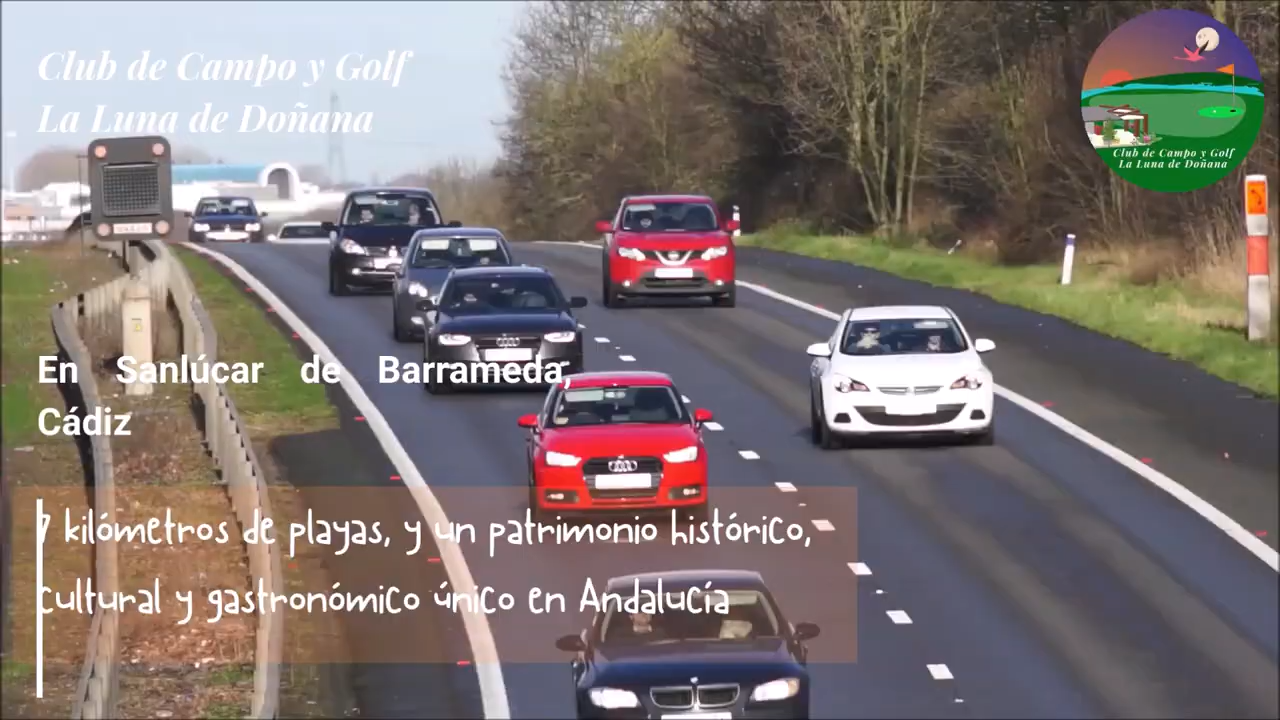 Club de Campo y Golf
La Luna de Doñana
Club de Campo y Golf
La Luna de Doñana
En Sanlúcar de Barrameda,
Cádiz
7 kilómetros de playas, y un patrimonio histórico,
cultural y gastronómico único en Andalucía